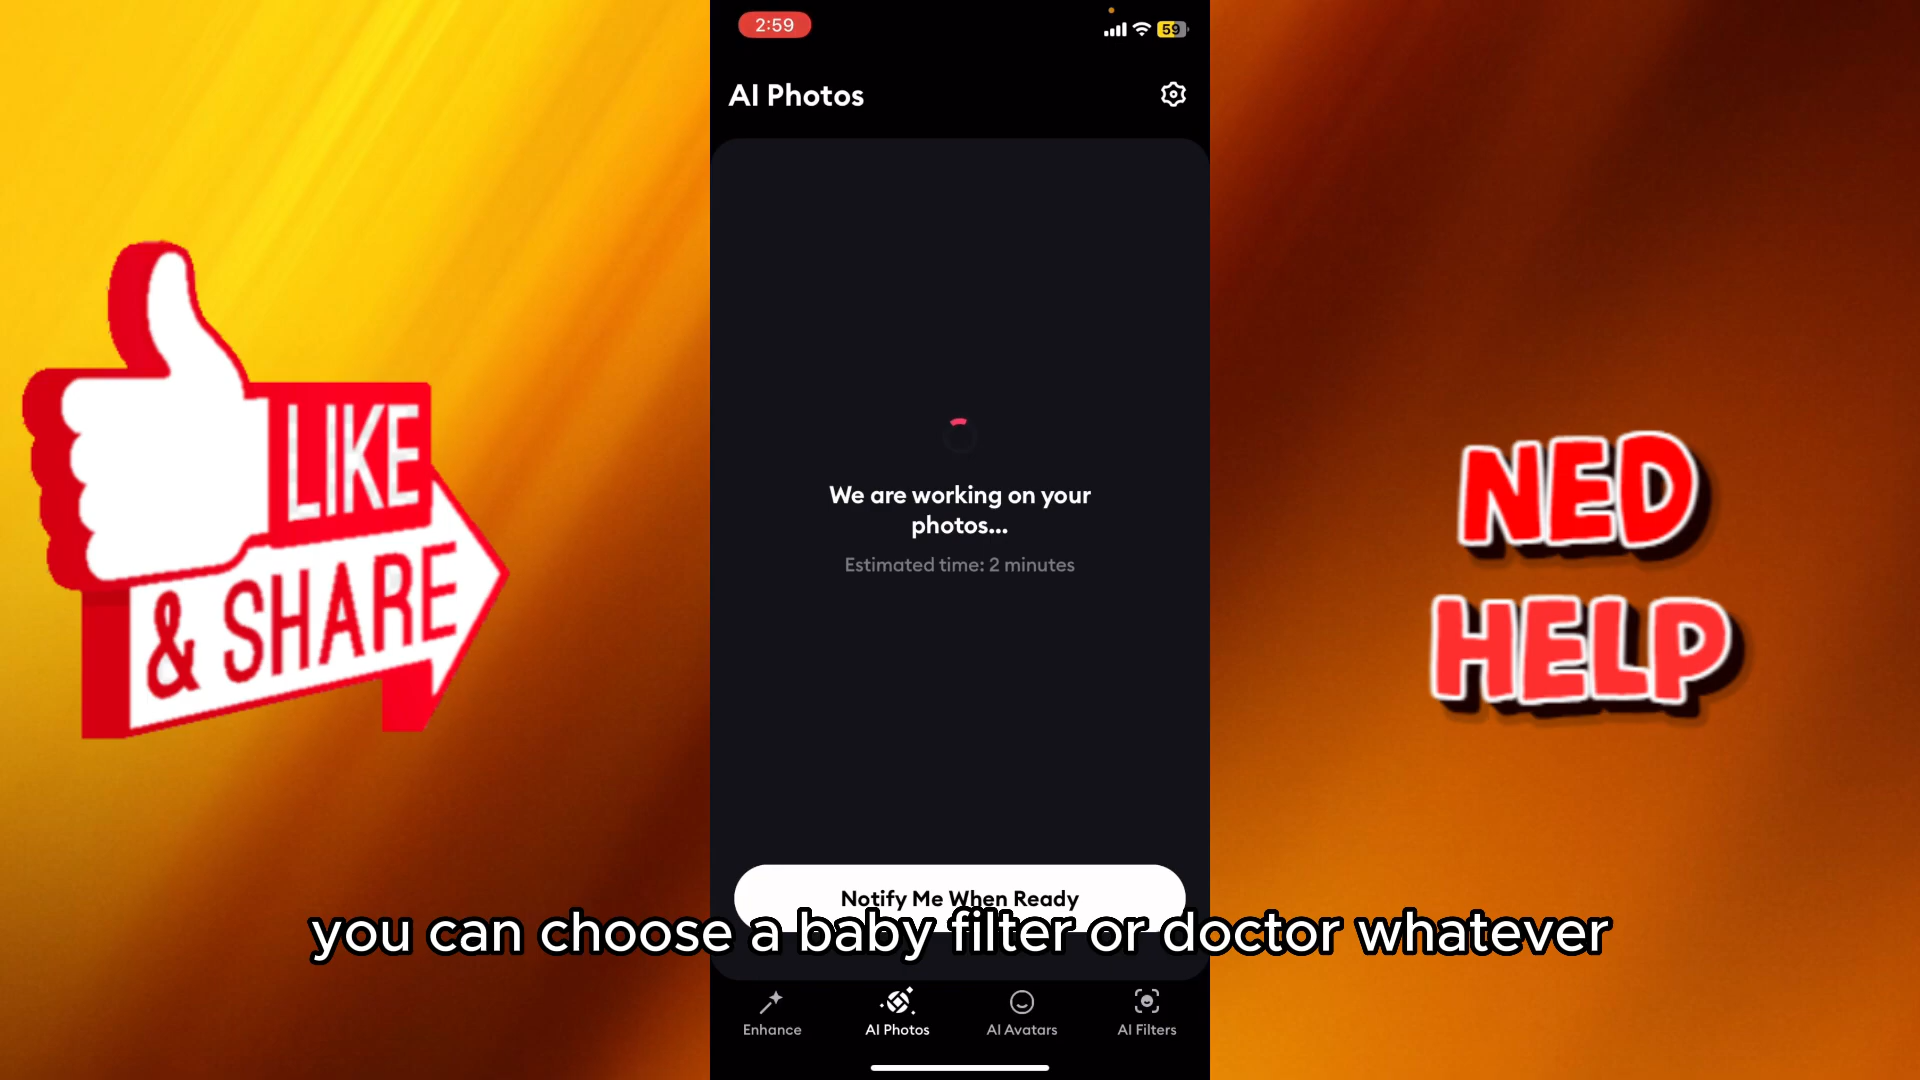 2:59
59
AI Photos
LIKE
& SHARE
NED
HELP
We are working on your
photos...
Estimated time: 2 minutes
Notify Me When Ready
you can choose a baby filter or doctor whatever
Enhance
AI Photos
AI Avatars
AI Filters